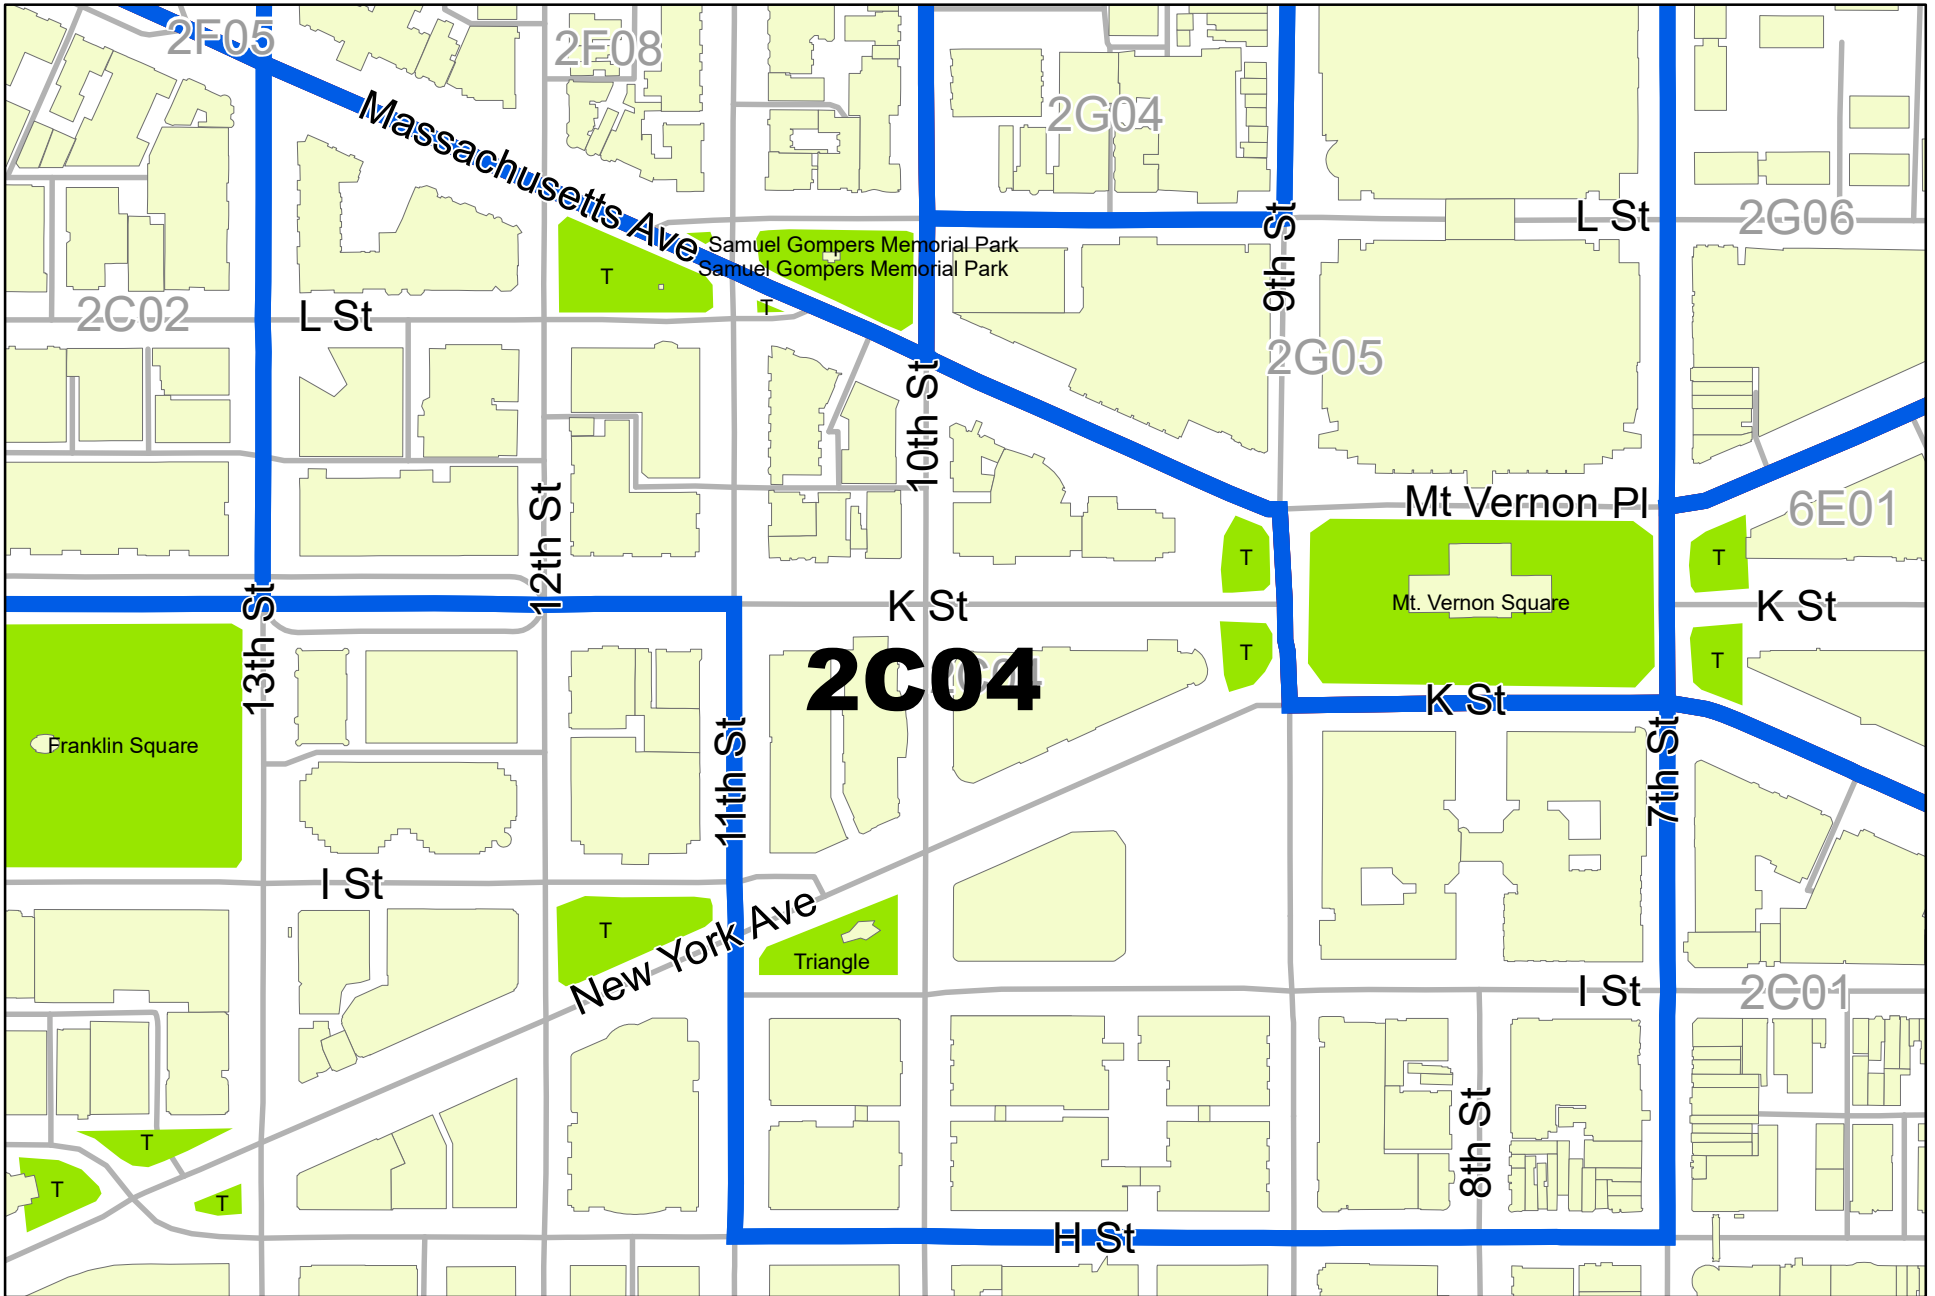 2F05
2F08
2G04
Massachusetts Ave
9th St
L St
2G06
Samuel Gompers Memorial Park
Samuel Gompers Memorial Park
T
T
2C02
L St
2G05
10th St
12th St
Mt Vernon Pl
6E01
T
T
13th St
K St
Mt. Vernon Square
K St
2C04
2C04
T
T
K St
Franklin Square
11th St
7th St
I St
New York Ave
T
Triangle
I St
2C01
8th St
T
T
T
H St